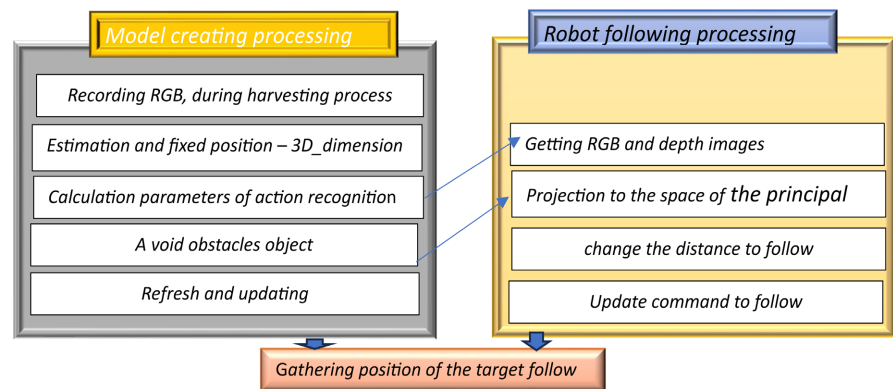 Model creating processing
Recording RGB, during harvesting process
Estimation and fixed position – 3D_dimension
Calculation parameters of action recognition
A void obstacles object
Refresh and updating
Robot following processing
Getting RGB and depth images
Projection to the space of the principal
change the distance to follow
Update command to follow
Gathering position of the target follow